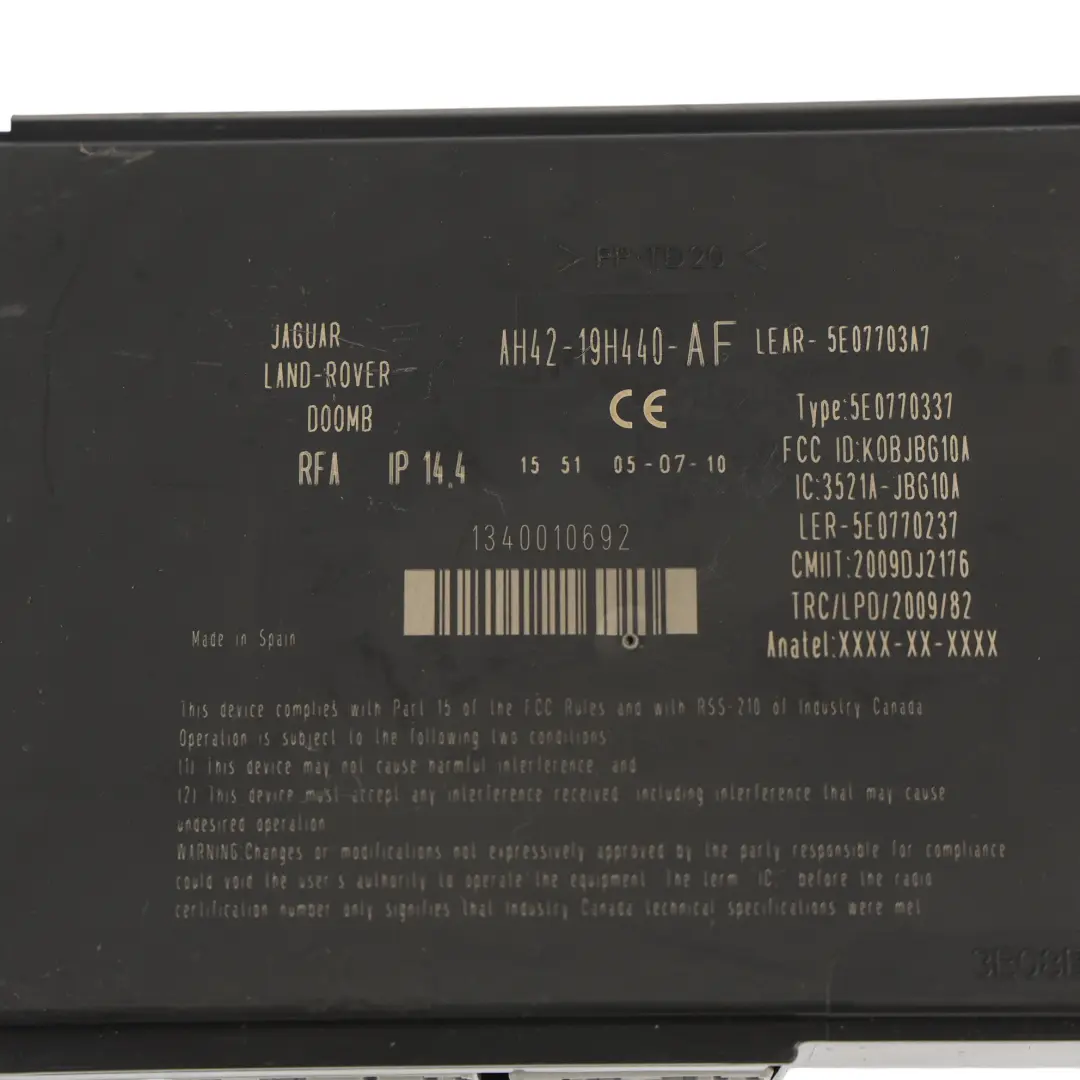 > PP-TD20 <
JAGUAR
LAND-ROVER
D00MB
AH42-19H440-AF
LEAR- 5E07703A7
CE
Type:5E0770337
FCC ID:KOBJBG10A
RFA IP 14.4 15 51 05-07-10
IC:3521A-JBG10A
LER-5E0770237
1340010692
CMIIT:2009DJ2176
TRC/LPD/2009/82
Made in Spain
Anatel:XXXX-XX-XXXX
This device complies with Part 15 of the FCC Rules and with RSS-210 of Industry Canada
Operation is subject to the following two conditions
(1) this device may not cause harmful interference, and
(2) This device must accept any interference received, including interference that may cause
undesired operation
WARNING:Changes or modifications not expressively approved by the party responsible for compliance
could void the user s authority to operate the equipment. The term 'IC:' before the radio
certification number only signifies that Industry Canada technical specifications were met